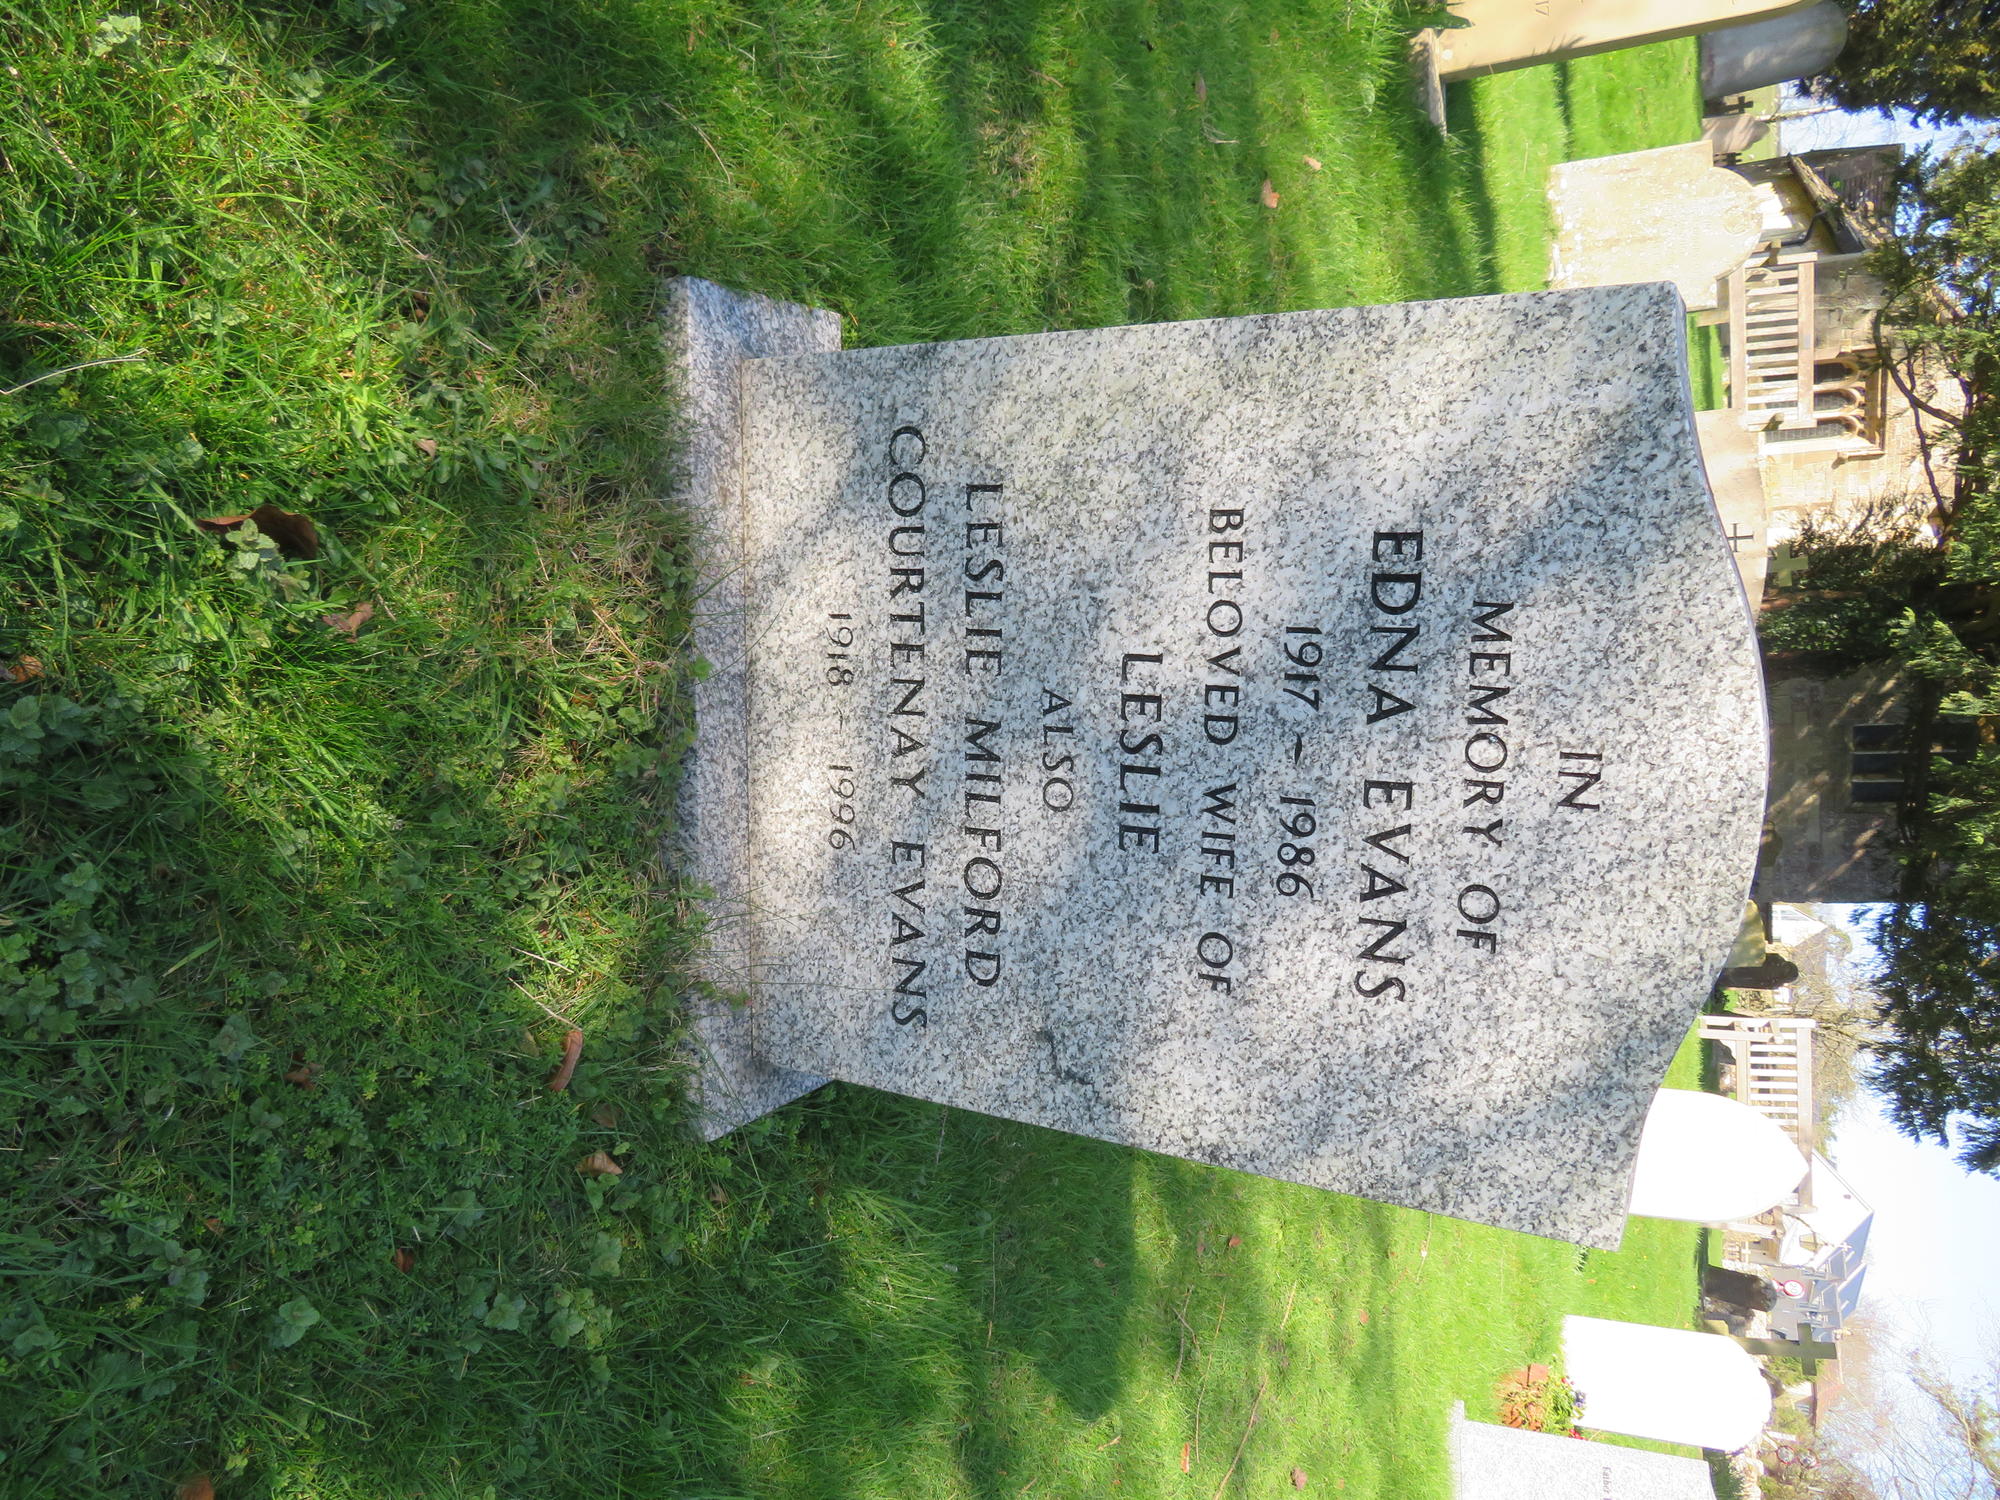 IN
MEMORY OF
EDNA EVANS
1917 ~ 1986
BELOVED WIFE OF
LESLIE
ALSO
LESLIE MILFORD
COURTENAY EVANS
1918 ~ 1996